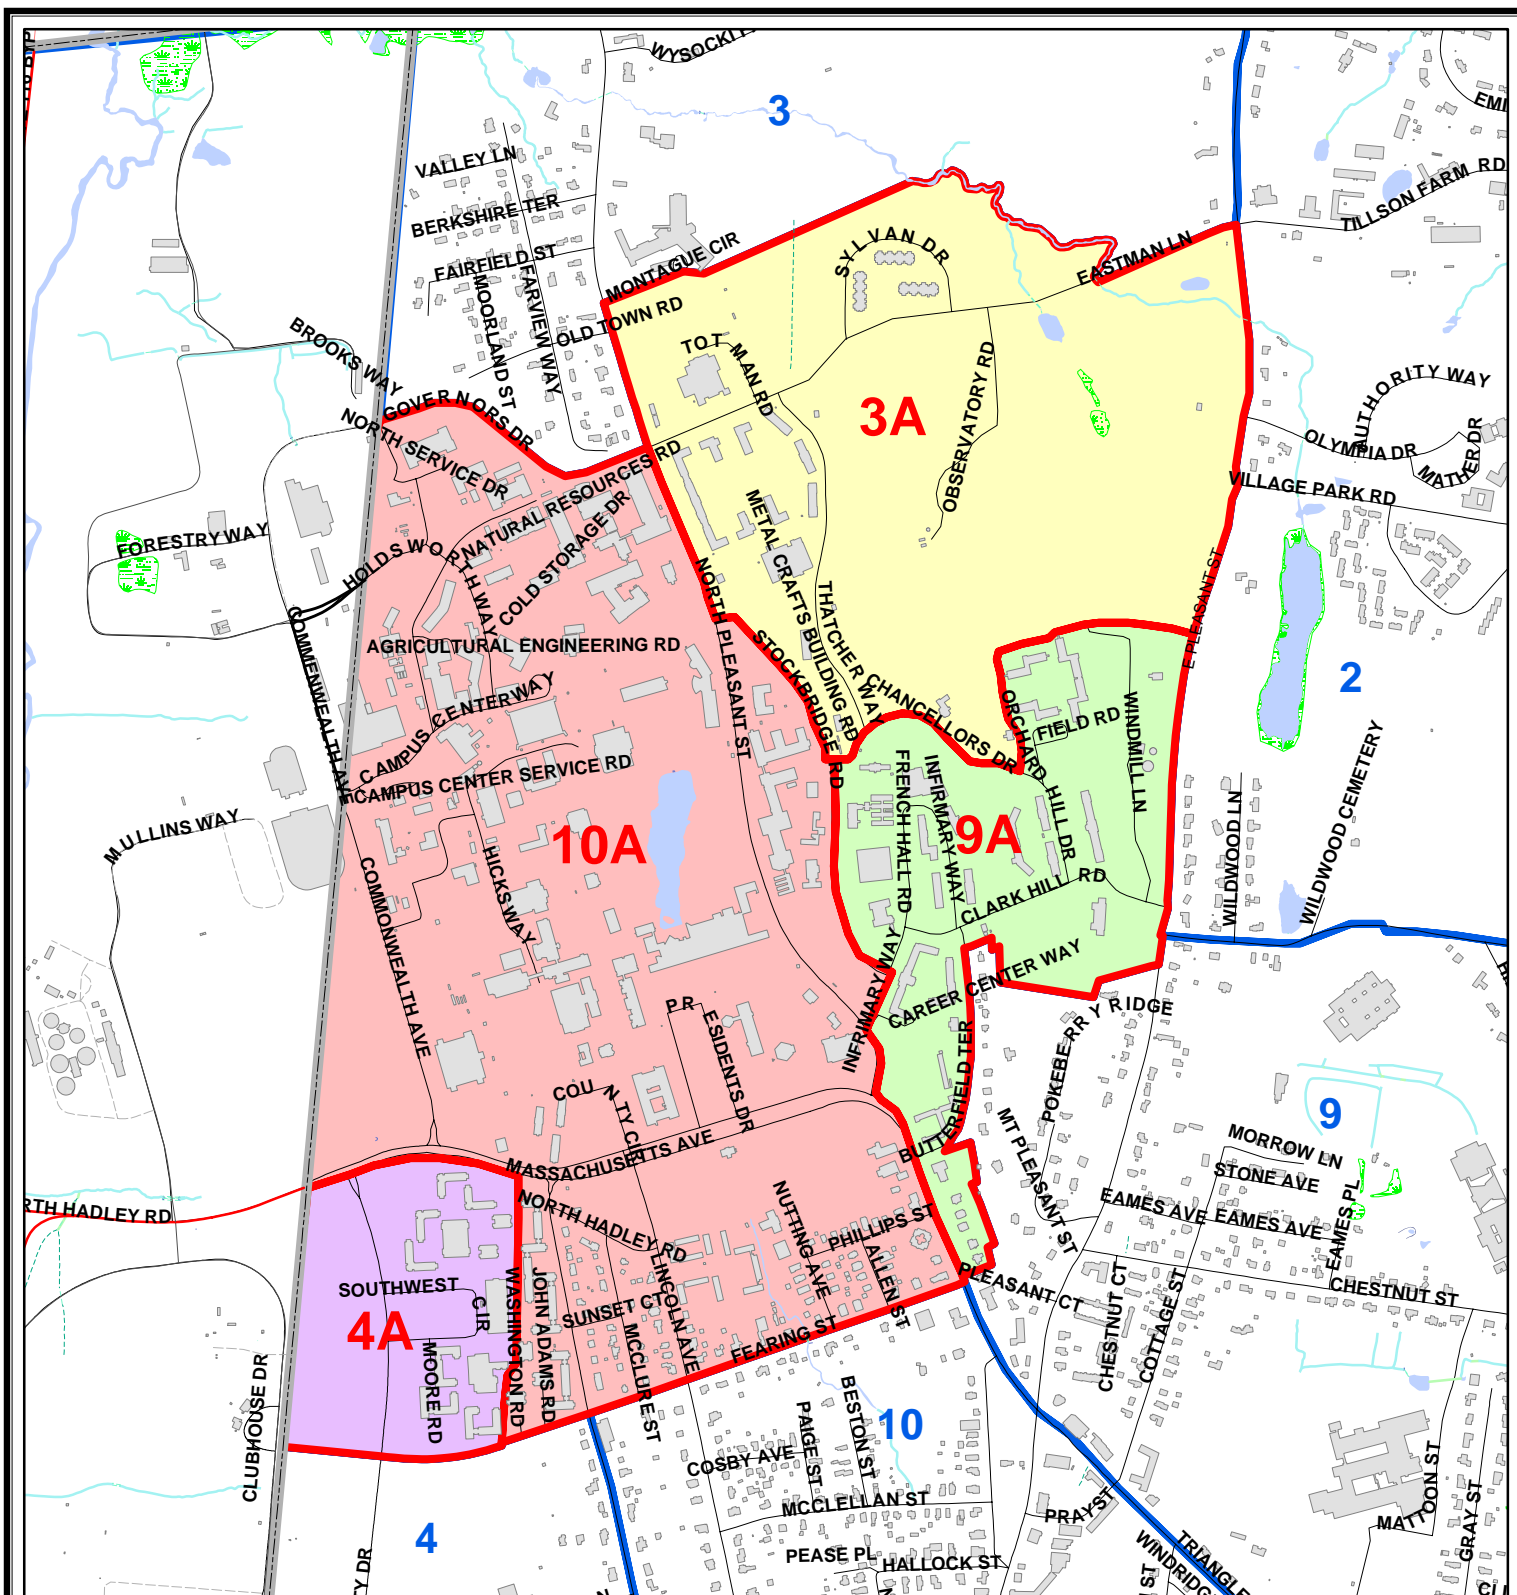 3
VALLEY LN
BERKSHIRE TER
FAIRFIELD ST
MOORLAND ST
FARVIEW WAY
MONTAGUE CIR
OLD TOWN RD
SYLVAN DR
EASTMAN LN
TILLSON FARM RD
BROOKS WAY
GOVERNORS DR
NORTH SERVICE DR
TOTMAN RD
3A
OBSERVATORY RD
AUTHORITY WAY
OLYMPIA DR
MATHER DR
VILLAGE PARK RD
NATURAL RESOURCES RD
COLD STORAGE DR
FORESTRY WAY
HOLDSWORTH WAY
METAL CRAFTS BUILDING RD
NORTH PLEASANT ST
THATCHER WAY
E PLEASANT ST
COMMENWEALTH AVE
AGRICULTURAL ENGINEERING RD
STOCKBRIDGE RD
CHANCELLORS DR
2
CAMPUS CENTER WAY
ORCHARD HILL DR
FIELD RD
WINDMILL LN
CAMPUS CENTER SERVICE RD
FRENCH HALL RD
INFIRMARY WAY
WILDWOOD LN
WILDWOOD CEMETERY
MULLINS WAY
10A
9A
COMMONWEALTH AVE
HICKS WAY
CLARK HILL RD
INFRIMARY WAY
CAREER CENTER WAY
PRESIDENTS DR
POKEBERRY RIDGE
COUNTY CIR
BUTTERFIELD TER
MT PLEASANT ST
9
MORROW LN
STONE AVE
MASSACHUSETTS AVE
EAMES AVE
EAMES AVE
EAMES PL
RTH HADLEY RD
NORTH HADLEY RD
NUTTING AVE
PHILLIPS ST
ALLEN ST
PLEASANT CT
CHESTNUT CT
COTTAGE ST
CHESTNUT ST
SOUTHWEST CIR
4A
WASHINGTON RD
JOHN ADAMS RD
SUNSET CT
LINCOLN AVE
MCCLURE ST
FEARING ST
MOORE RD
CLUBHOUSE DR
10
PAIGE ST
BESTON ST
COSBY AVE
MCCLELLAN ST
PRAY ST
MATTOON ST
GRAY ST
4
PEASE PL
HALLOCK ST